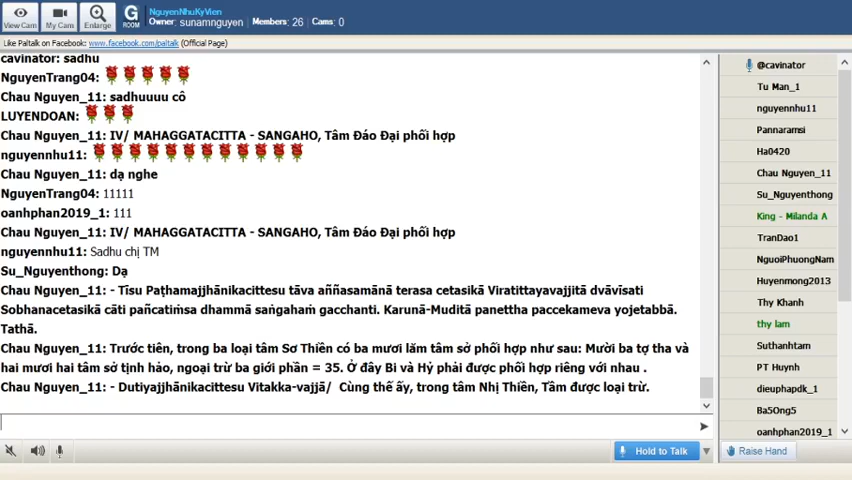 View Cam
My Cam
Enlarge
G
ROOM
NguyenNhuKyVien
Owner: sunamnguyen Members: 26 Cams: 0
Like Paltalk on Facebook: www.facebook.com/paltalk (Official Page)
cavinator: sadhu
NguyenTrang04:
Chau Nguyen_11: sadhuuuu cô
LUYENDOAN:
Chau Nguyen_11: IV/ MAHAGGATACITTA - SANGAHO, Tâm Đáo Đại phối hợp
nguyennhu11:
Chau Nguyen_11: dạ nghe
NguyenTrang04: 11111
oanhphan2019_1: 111
Chau Nguyen_11: IV/ MAHAGGATACITTA - SANGAHO, Tâm Đáo Đại phối hợp
nguyennhu11: Sadhu chị TM
Su_Nguyenthong: Dạ
Chau Nguyen_11: - Tīsu Paṭhamajjhānikacittesu tāva aññasamānā terasa cetasikā Viratittayavajjitā dvāvīsati
Sobhanacetasikā cāti pañcatiṁsa dhammā saṅgahaṁ gacchanti. Karunā-Muditā panettha paccekameva yojetabbā.
Tathā.
Chau Nguyen_11: Trước tiên, trong ba loại tâm Sơ Thiền có ba mươi lăm tâm sở phối hợp như sau: Mười ba tợ tha và
hai mươi hai tâm sở tịnh hảo, ngoại trừ ba giới phần = 35. Ở đây Bi và Hỷ phải được phối hợp riêng với nhau .
Chau Nguyen_11: - Dutiyajjhānikacittesu Vitakka-vajjā/ Cùng thế ấy, trong tâm Nhị Thiền, Tầm được loại trừ.
Hold to Talk
@cavinator
Tu Man_1
nguyennhu11
Pannaramsi
Ha0420
Chau Nguyen_11
Su_Nguyenthong
King - Milanda A
TranDao1
NguoiPhuongNam
Huyenmong2013
Thy Khanh
thy lam
Suthanhtam
PT Huynh
dieuphapdk_1
Ba5Ong5
oanhphan2019_1
Raise Hand